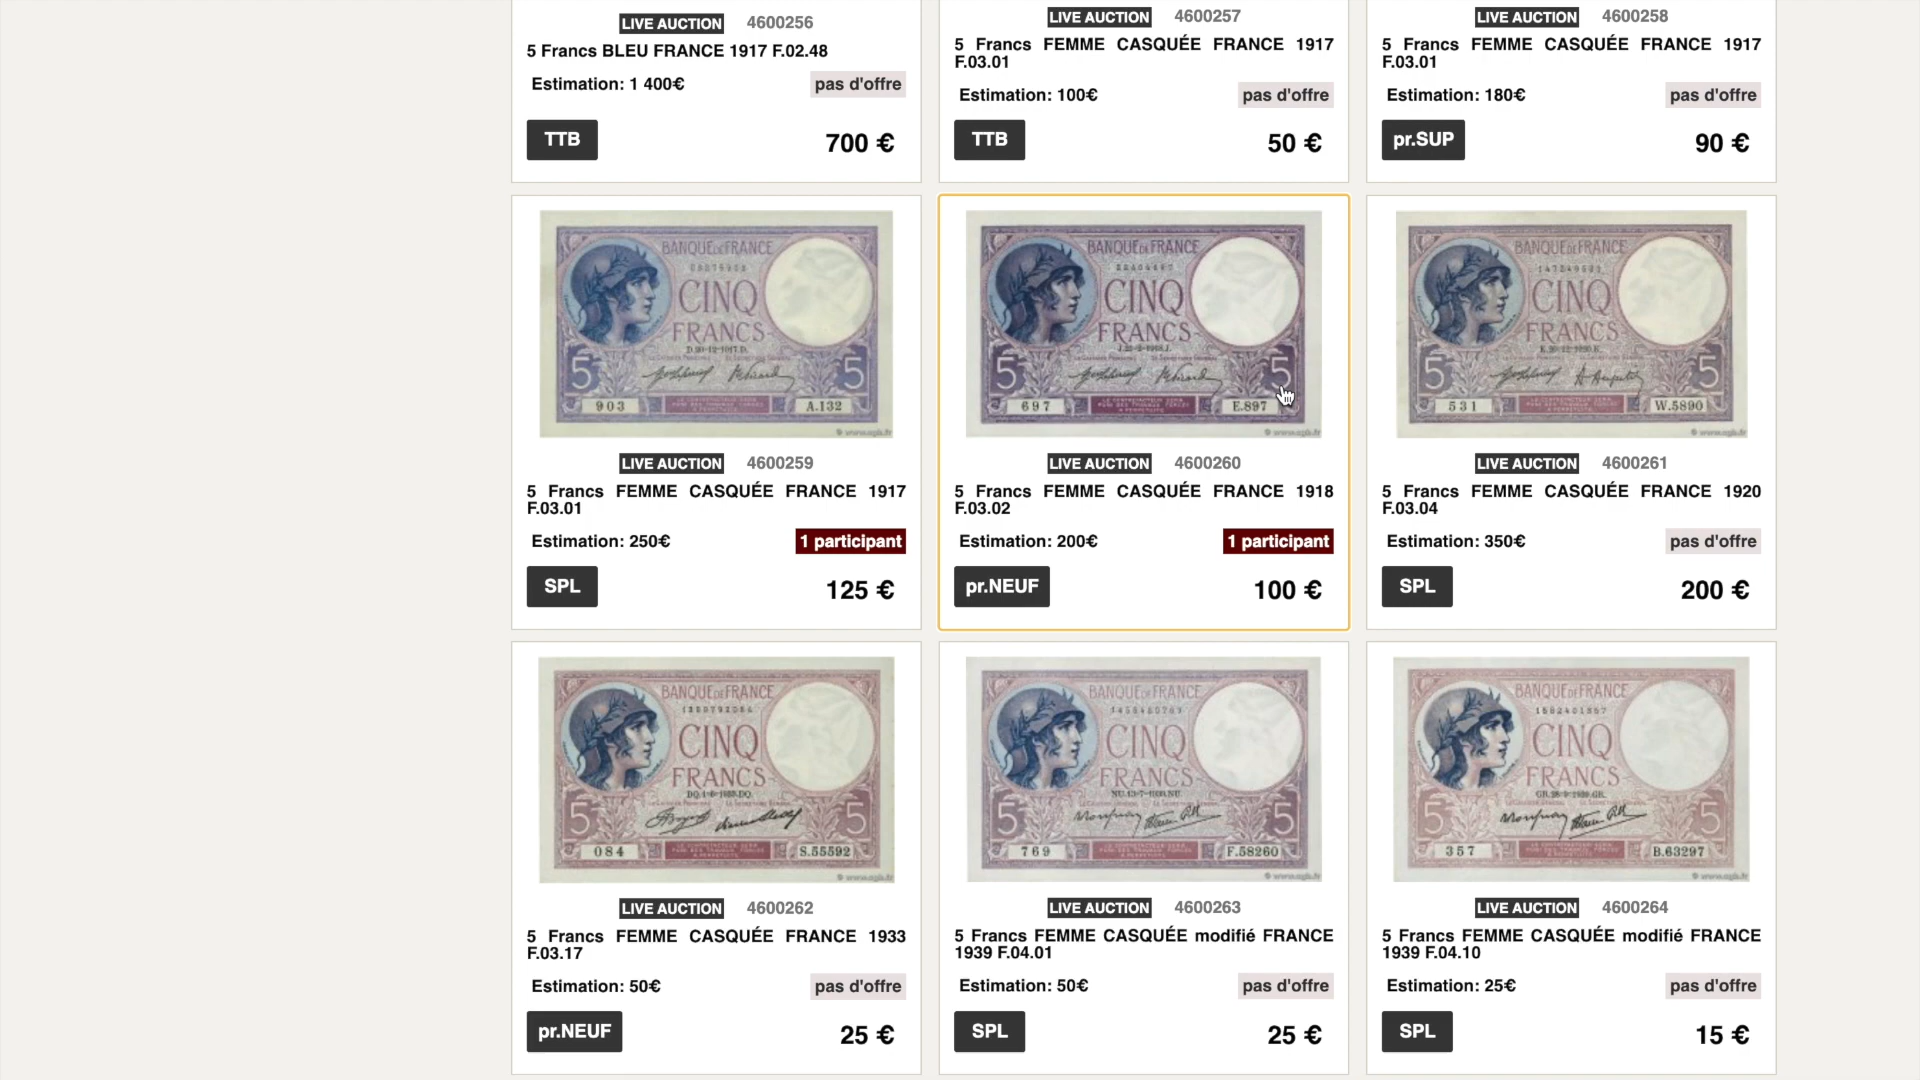 LIVE AUCTION 4600256
5 Francs BLEU FRANCE 1917 F.02.48
Estimation: 1 400€ pas d'offre
TTB 700 €
LIVE AUCTION 4600257
5 Francs FEMME CASQUÉE FRANCE 1917
F.03.01
Estimation: 100€ pas d'offre
TTB 50 €
LIVE AUCTION 4600258
5 Francs FEMME CASQUÉE FRANCE 1917
F.03.01
Estimation: 180€ pas d'offre
pr.SUP 90 €
BANQUE DE FRANCE
CINQ
FRANCS
5 5
903 A.132
LIVE AUCTION 4600259
5 Francs FEMME CASQUÉE FRANCE 1917
F.03.01
Estimation: 250€ 1 participant
SPL 125 €
BANQUE DE FRANCE
CINQ
FRANCS
5 5
697 E.897
LIVE AUCTION 4600260
5 Francs FEMME CASQUÉE FRANCE 1918
F.03.02
Estimation: 200€ 1 participant
pr.NEUF 100 €
BANQUE DE FRANCE
CINQ
FRANCS
5 5
531 W.5890
LIVE AUCTION 4600261
5 Francs FEMME CASQUÉE FRANCE 1920
F.03.04
Estimation: 350€ pas d'offre
SPL 200 €
BANQUE DE FRANCE
CINQ
FRANCS
5 5
084 S.55592
LIVE AUCTION 4600262
5 Francs FEMME CASQUÉE FRANCE 1933
F.03.17
Estimation: 50€ pas d'offre
pr.NEUF 25 €
BANQUE DE FRANCE
CINQ
FRANCS
5 5
769 F.58260
LIVE AUCTION 4600263
5 Francs FEMME CASQUÉE modifié FRANCE
1939 F.04.01
Estimation: 50€ pas d'offre
SPL 25 €
BANQUE DE FRANCE
CINQ
FRANCS
5 5
357 B.63297
LIVE AUCTION 4600264
5 Francs FEMME CASQUÉE modifié FRANCE
1939 F.04.10
Estimation: 25€ pas d'offre
SPL 15 €